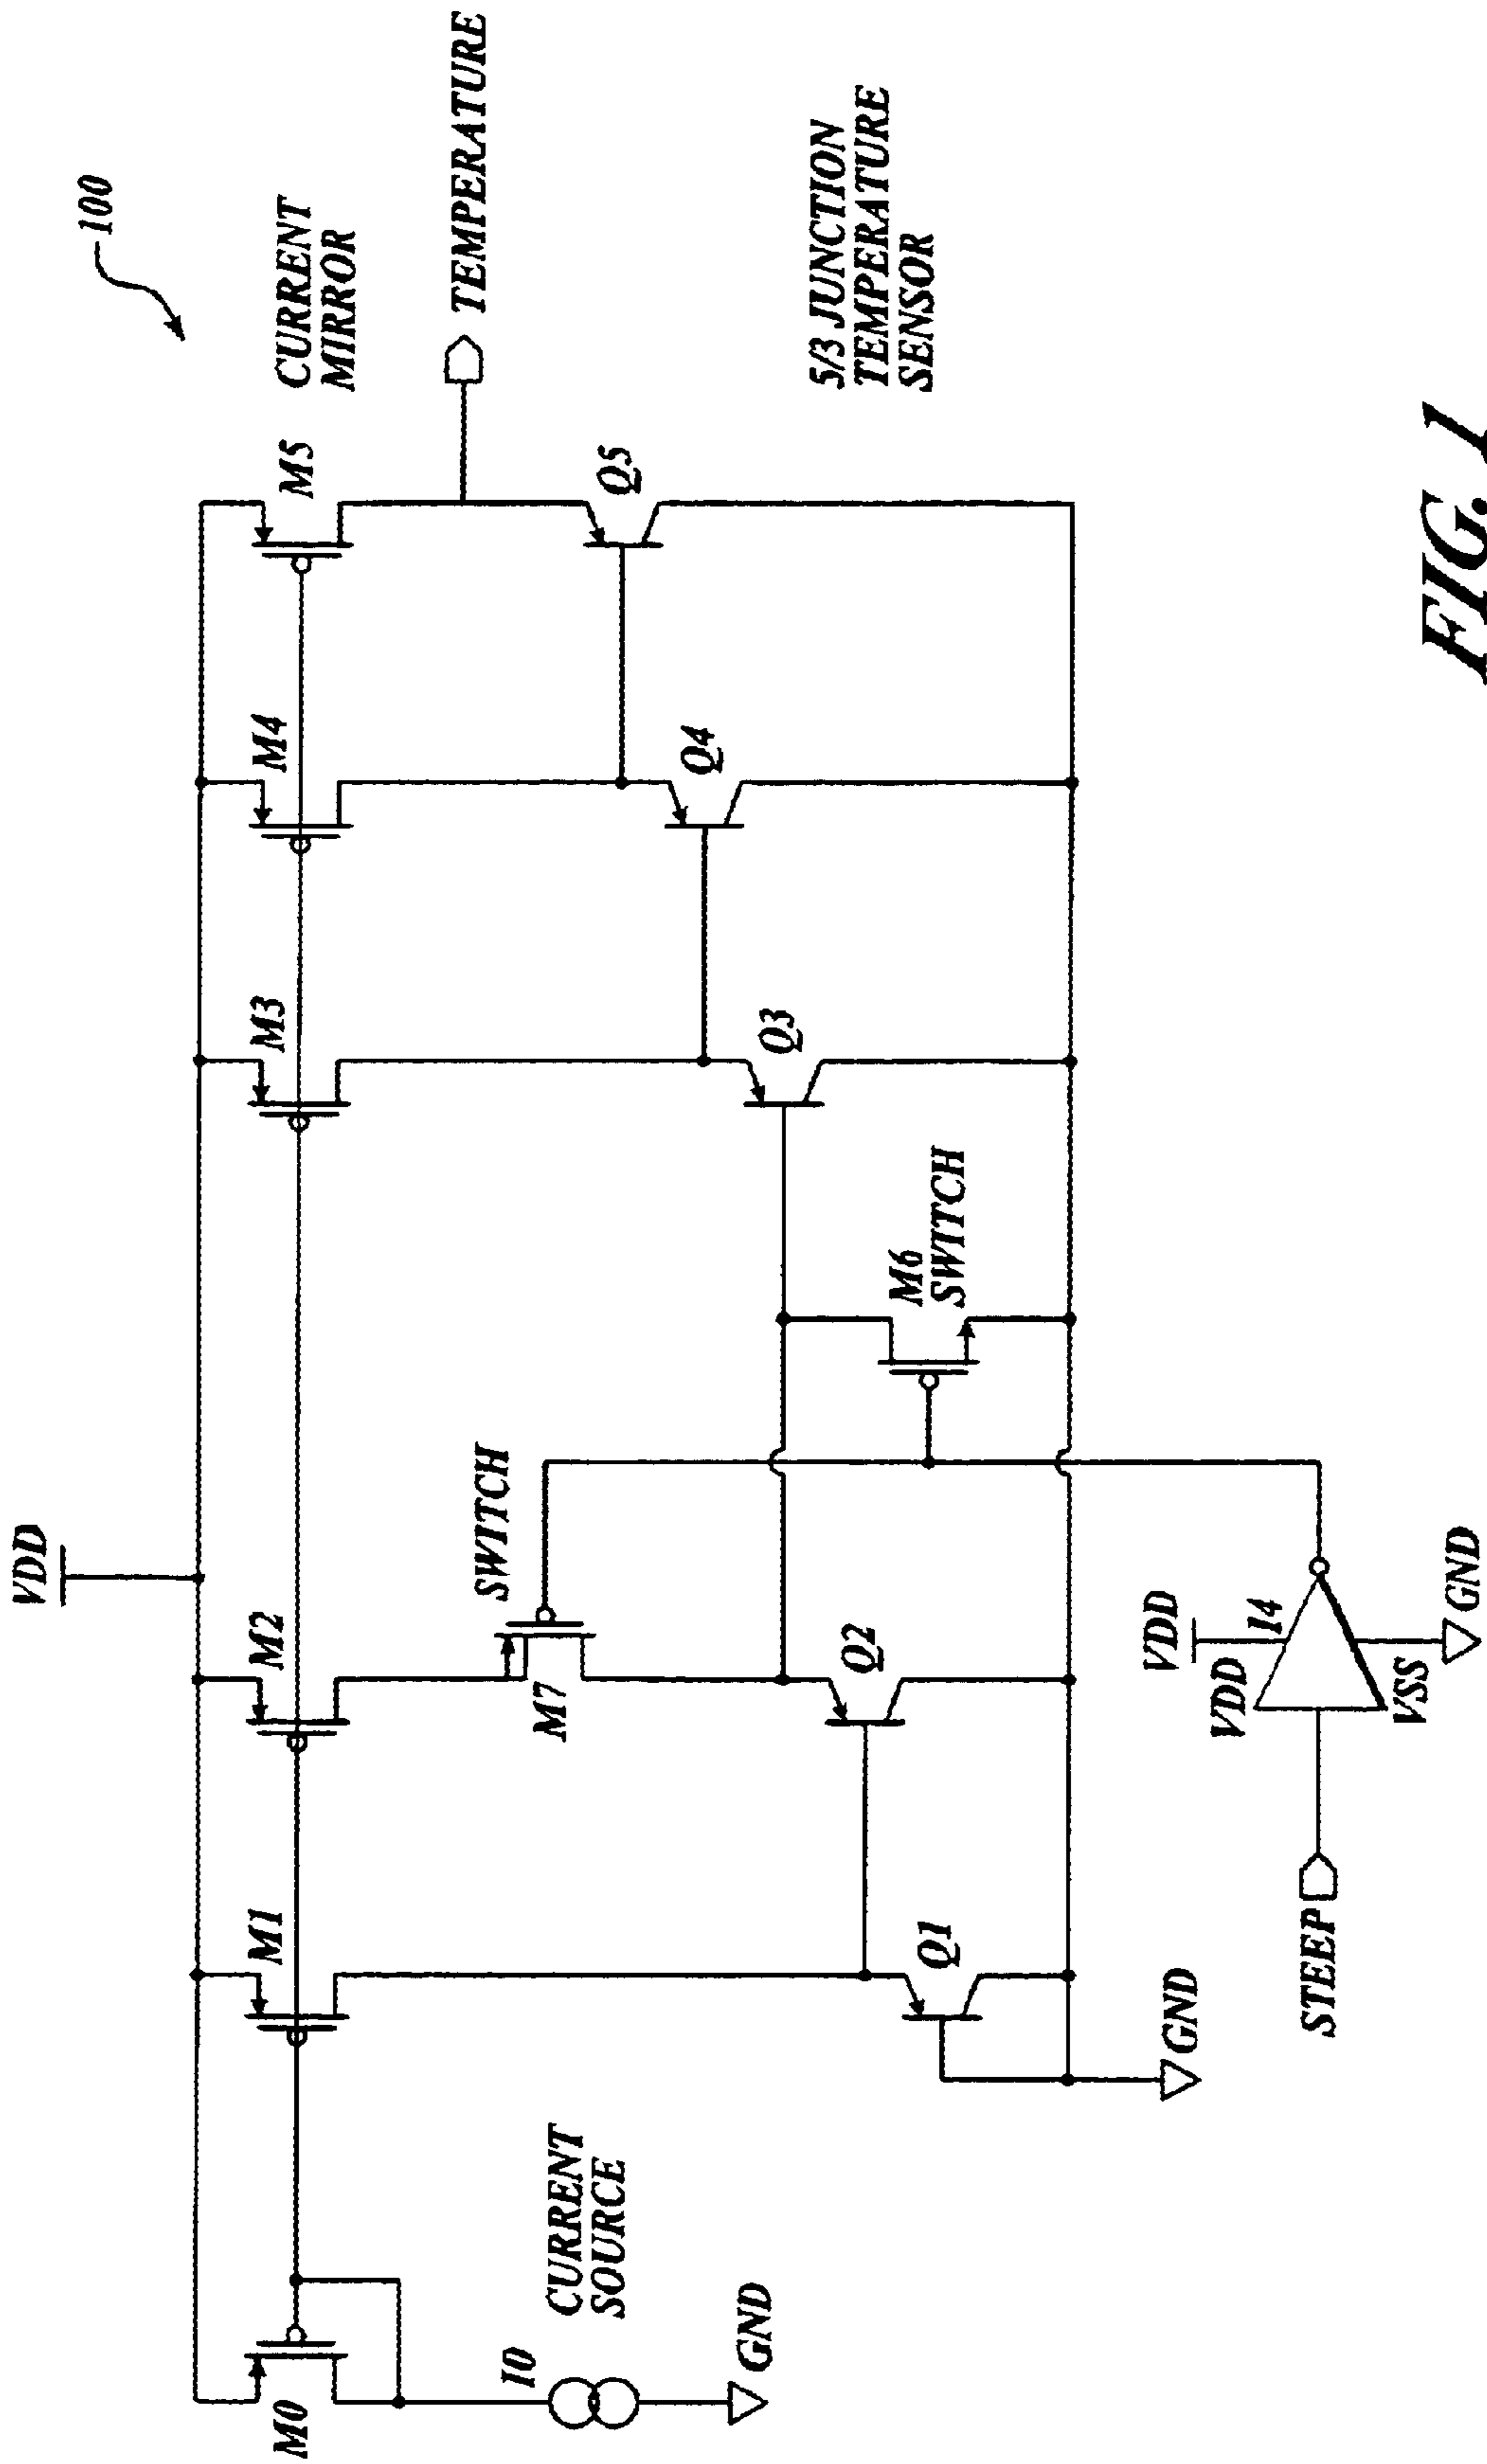 100
VDD
CURRENT
MIRROR
M0
M1
M2
M3
M4
M5
TEMPERATURE
SWITCH
M7
I0
CURRENT
SOURCE
GND
Q1
Q2
Q3
Q4
Q5
M6
SWITCH
5/3 JUNCTION
TEMPERATURE
SENSOR
GND
VDD
VDD
I4
STEEP
VSS
GND
FIG. 1